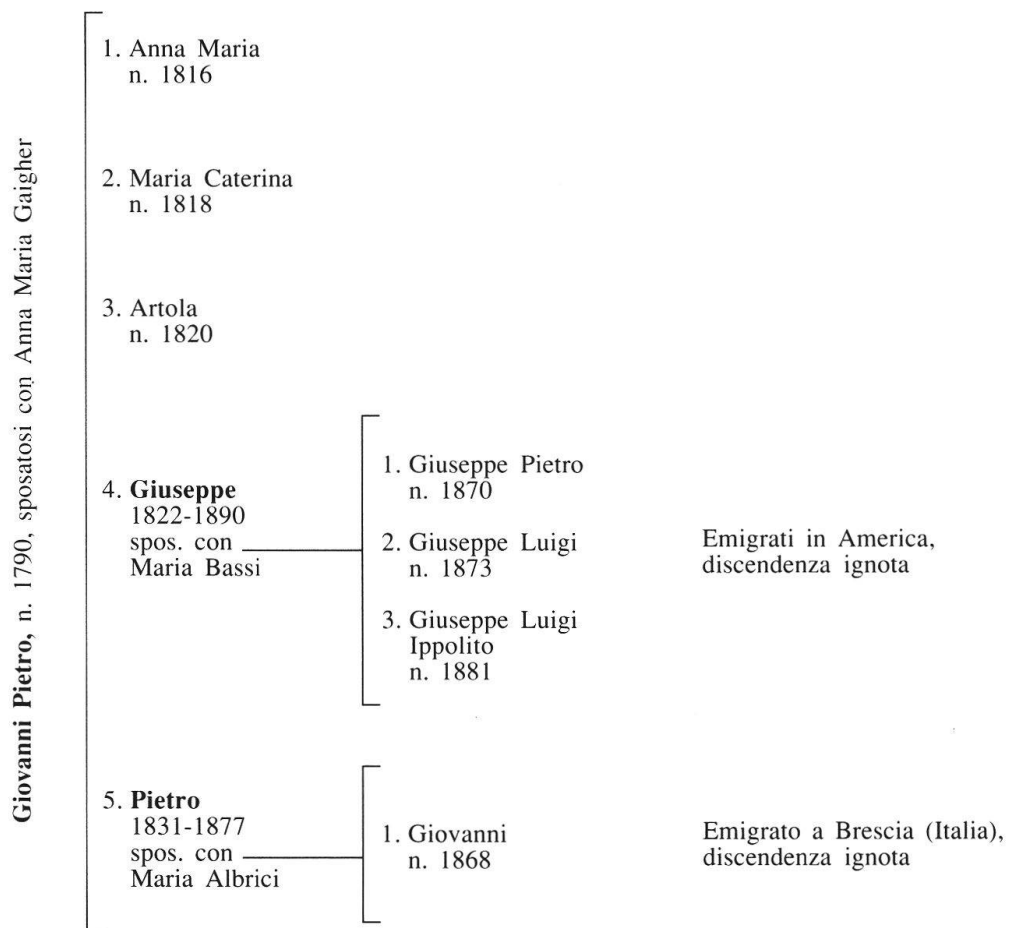 Giovanni Pietro, n. 1790, sposatosi con Anna Maria Gaigher
1. Anna Maria
n. 1816
2. Maria Caterina
n. 1818
3. Artola
n. 1820
4. Giuseppe
1822-1890
spos. con
Maria Bassi
1. Giuseppe Pietro
n. 1870
2. Giuseppe Luigi
n. 1873
3. Giuseppe Luigi
Ippolito
n. 1881
Emigrati in America,
discendenza ignota
5. Pietro
1831-1877
spos. con
Maria Albrici
1. Giovanni
n. 1868
Emigrato a Brescia (Italia),
discendenza ignota